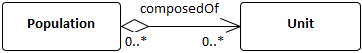 composedOf
Population
Unit
0..*
0..*